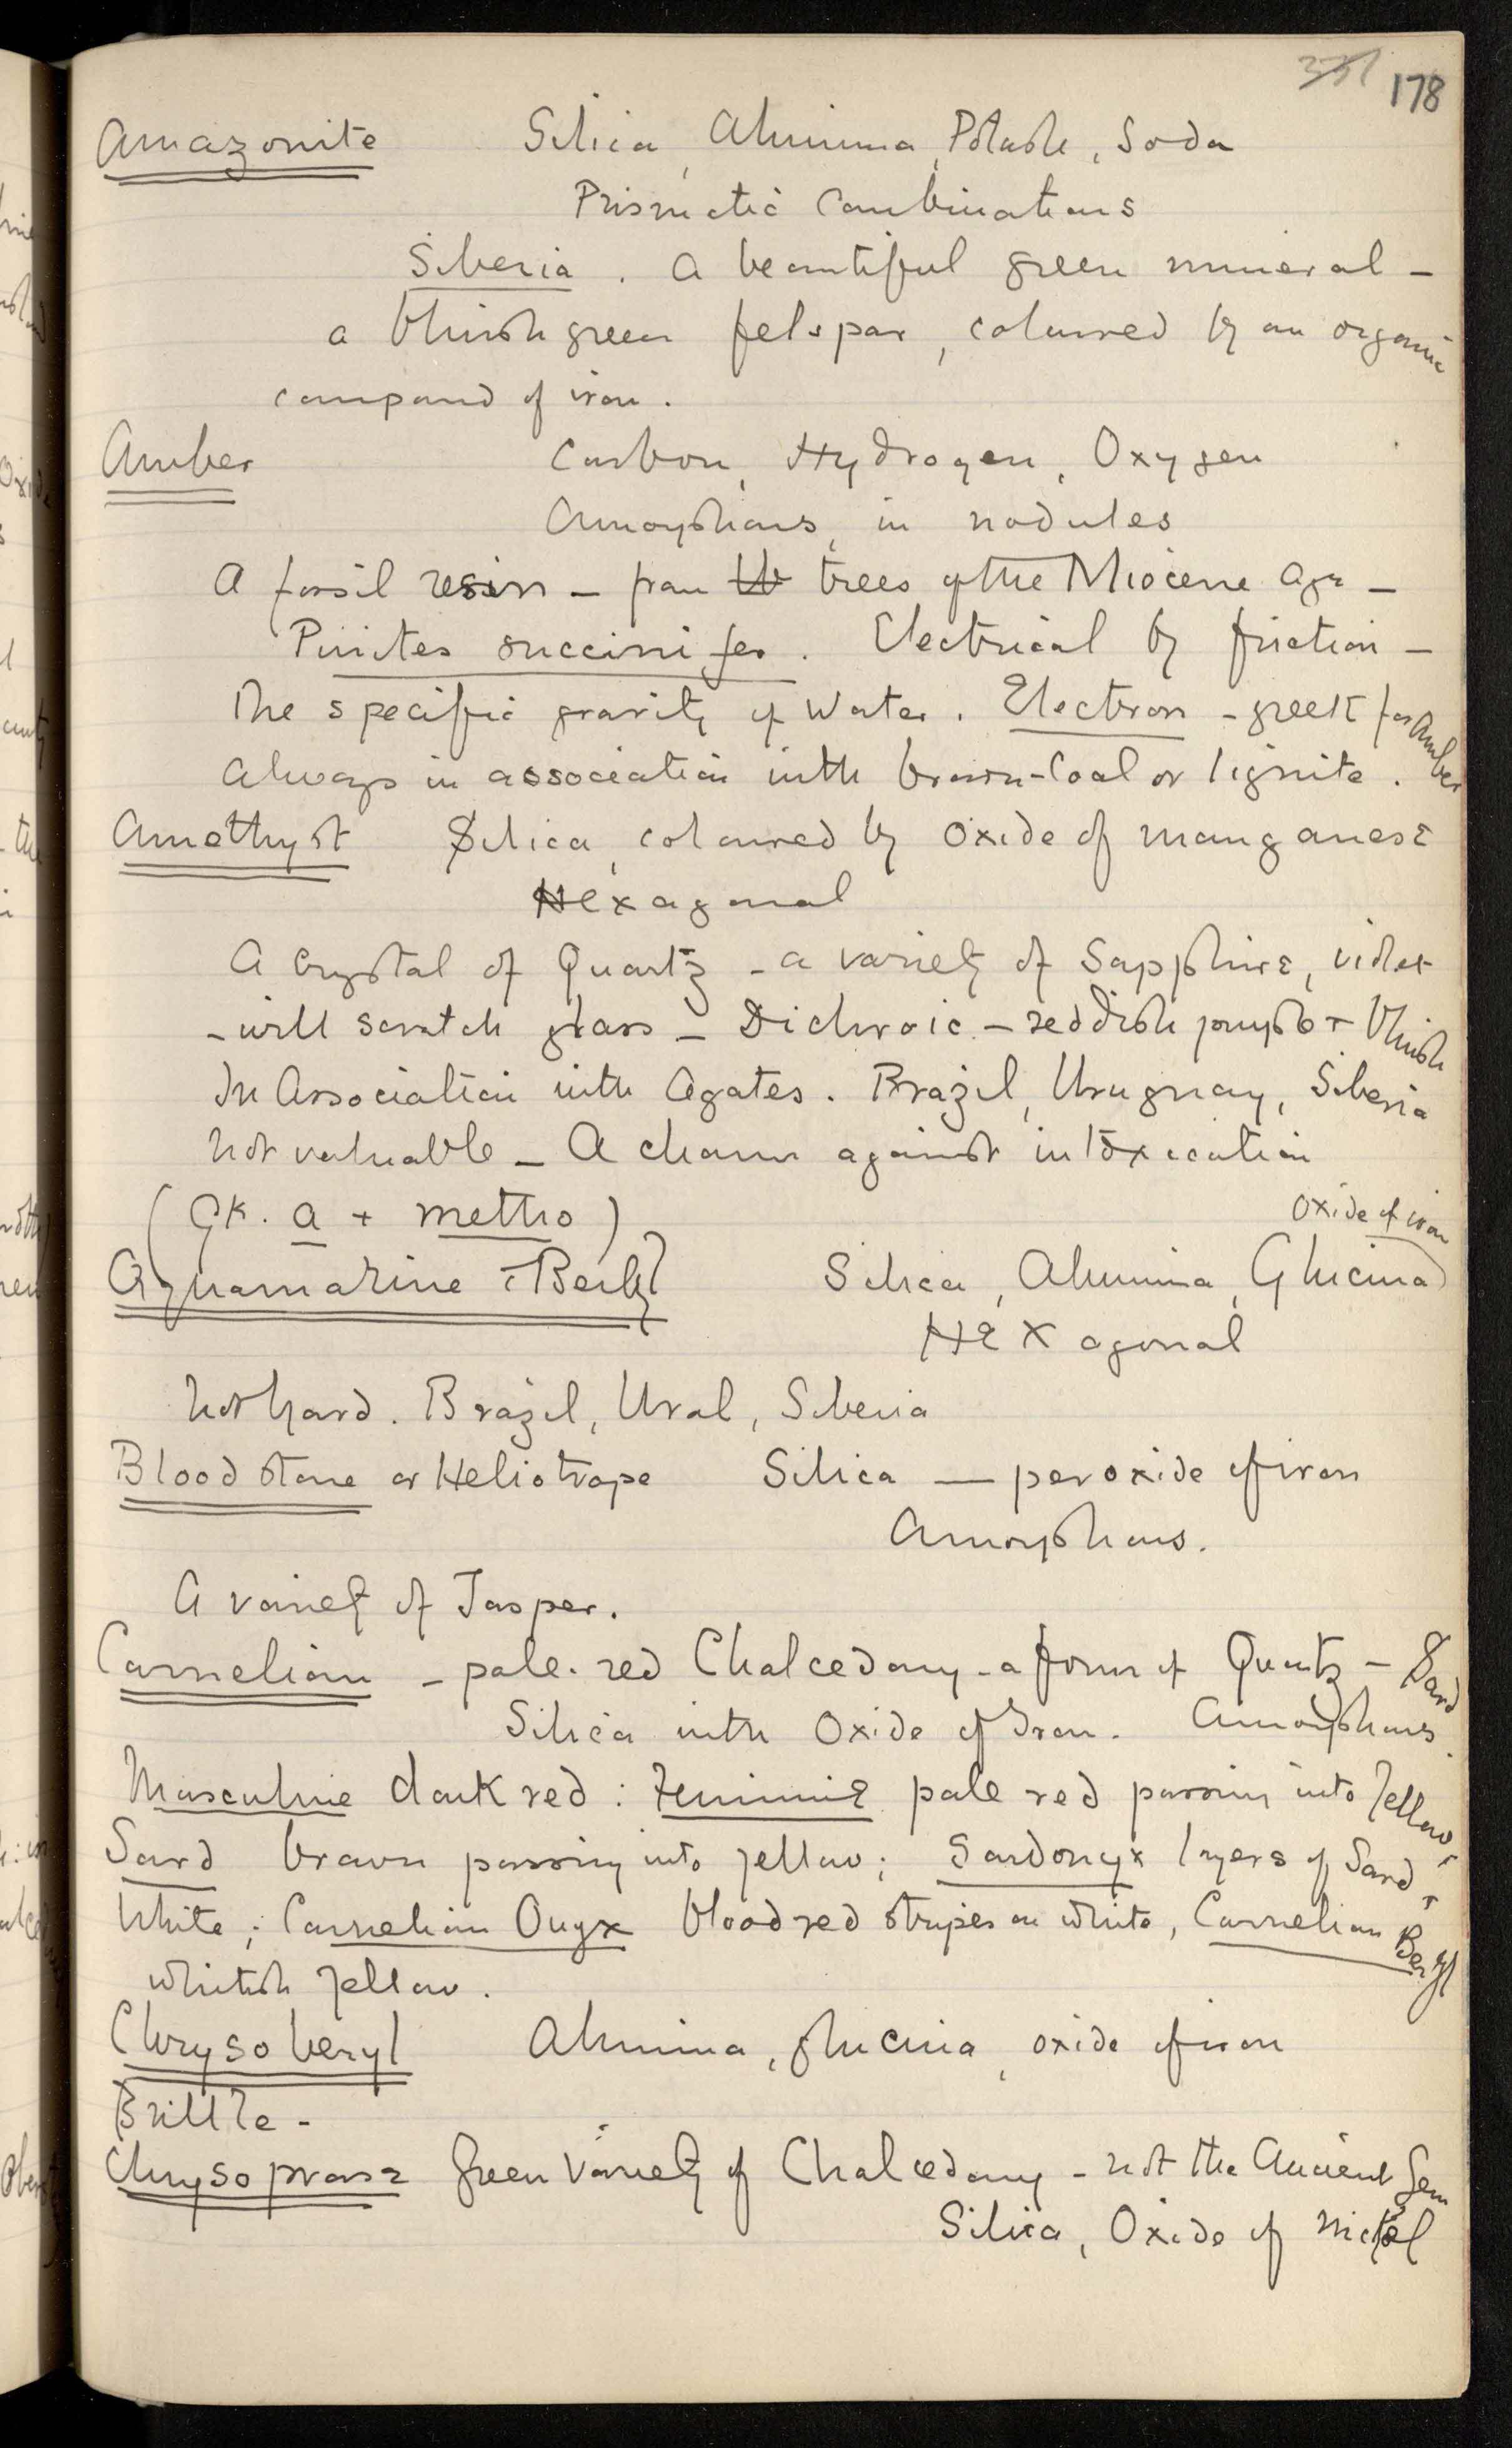 331 178
Amazonite Silica, Alumina, Potash, Soda
Prismatic Combinations
Siberia. A beautiful green mineral –
a bluish green felspar, coloured by an organic
compound of iron.
Amber Carbon, Hydrogen, Oxygen
Amorphous, in nodules
A fossil resin – from trees of the Miocene Age –
Pinites succinifer. Electrical by friction –
The specific gravity of Water. Electron – greek for Amber
Always in association with brown-Coal or lignite.
Amethyst Silica, coloured by Oxide of manganese
Hexagonal
A Crystal of Quartz – a variety of Sapphire, violet
– will scratch glass – Dichroic – reddish purple + bluish
In Association with Agates. Brazil, Uruguay, Siberia
Not valuable – A charm against intoxication
(Gk. a + metho)
Oxide of iron
Aquamarine + Beryl Silica, Alumina, Glucina
Hexagonal
Not hard. Brazil, Ural, Siberia
Blood stone or Heliotrope Silica — peroxide of iron
Amorphous.
A variety of Jasper.
Carnelian – pale red Chalcedony – a form of Quartz – Sard
Silica with Oxide of Iron. Amorphous.
Masculine dark red : Feminine pale red passing into Yellow;
Sard brown passing into yellow; Sardonyx layers of Sard +
White; Carnelian Onyx blood red stripes on white, Carnelian Beryl
whitish Yellow.
Chrysoberyl Alumina, glucina, oxide of iron
Brittle –
Chrysoprase Green Variety of Chalcedony – not the Ancient Gem
Silica, Oxide of Nickel